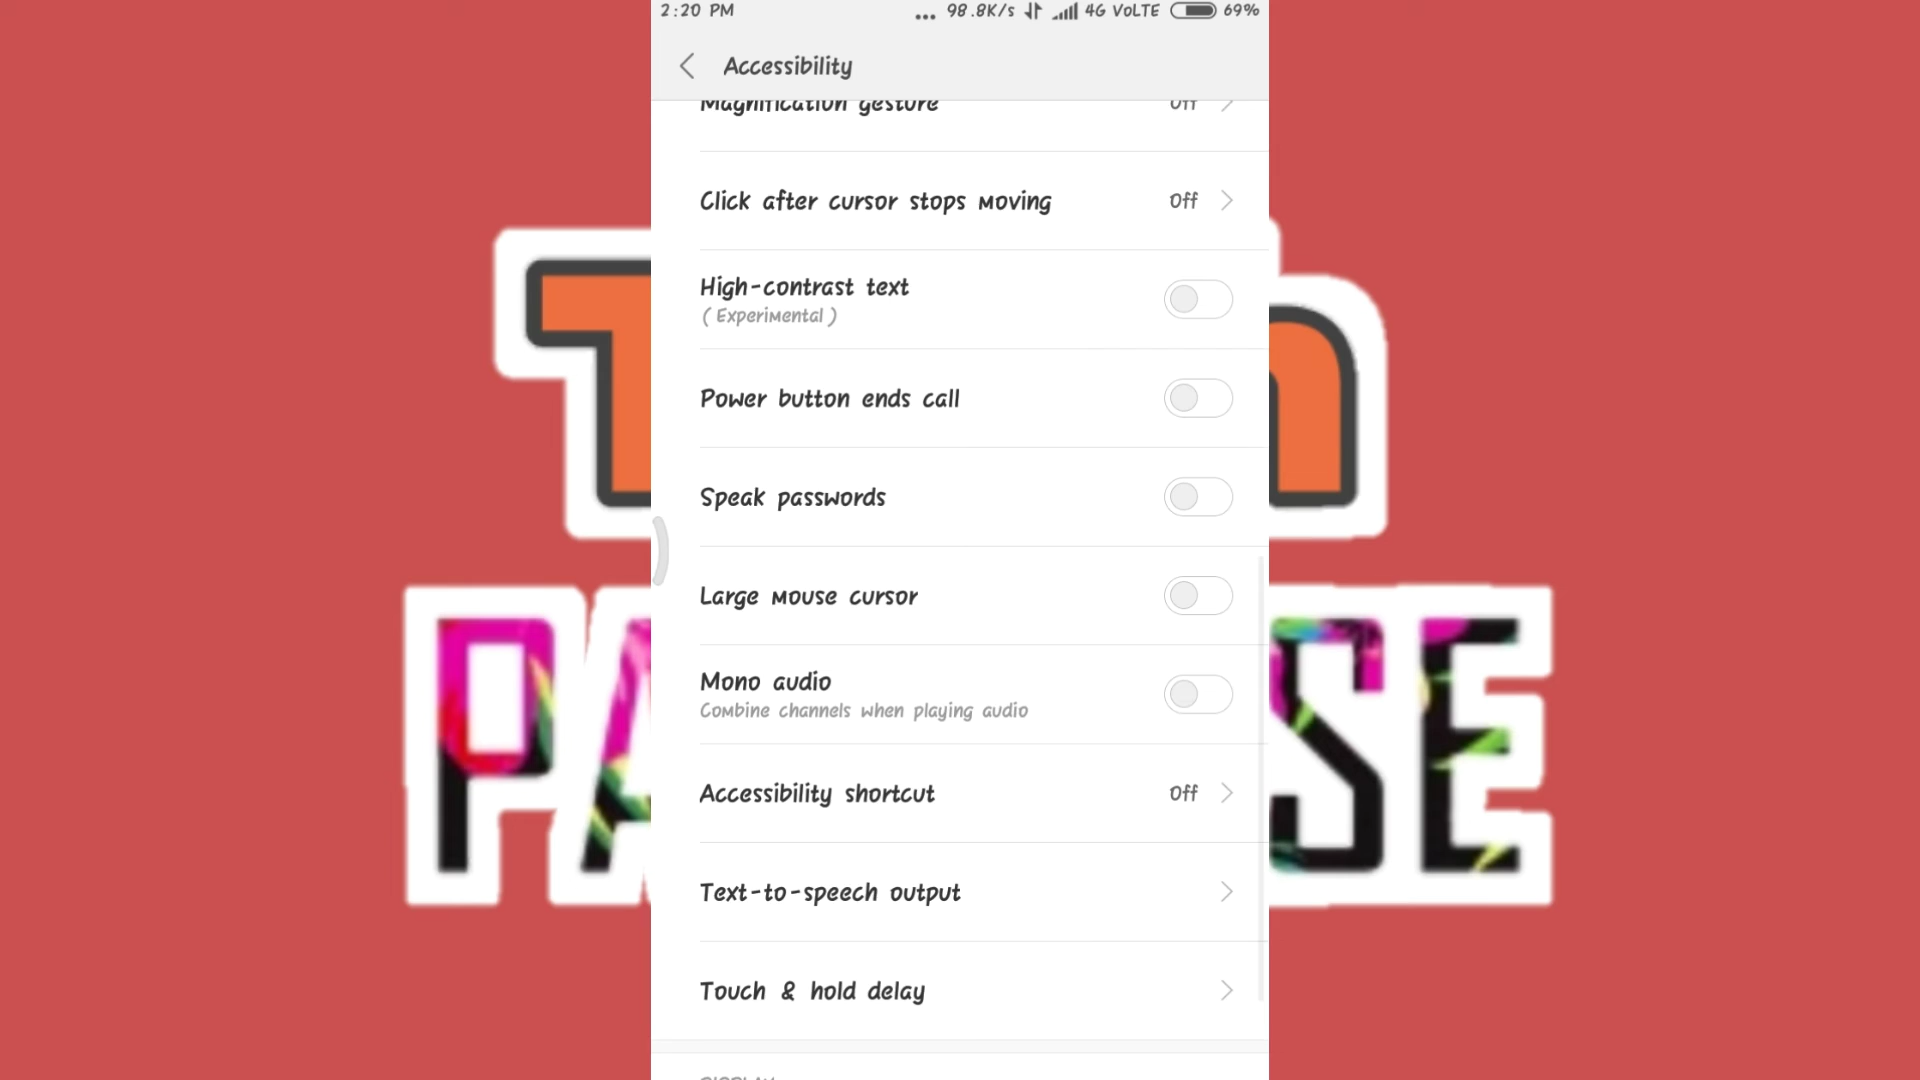 2:20 PM ... 98.8K/s 4G VoLTE 69%
Accessibility
Magnification gesture Off
Click after cursor stops moving Off
High-contrast text
( Experimental )
Power button ends call
Speak passwords
Large mouse cursor
Mono audio
Combine channels when playing audio
Accessibility shortcut Off
Text-to-speech output
Touch & hold delay
DISPLAY